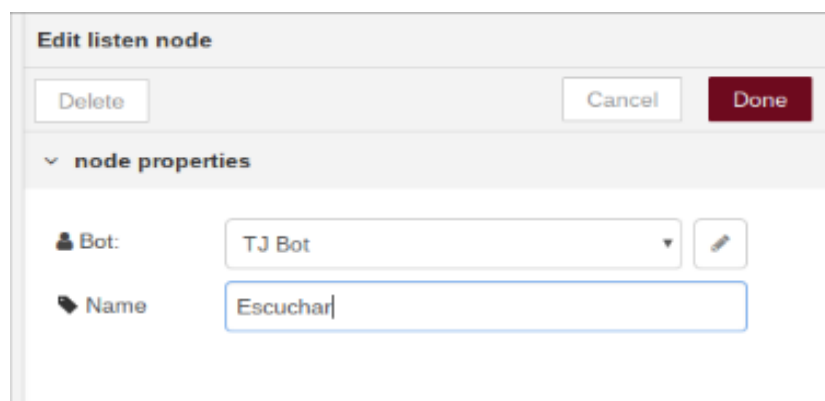 Edit listen node
Delete Cancel Done
node properties
Bot: TJ Bot
Name Escuchar